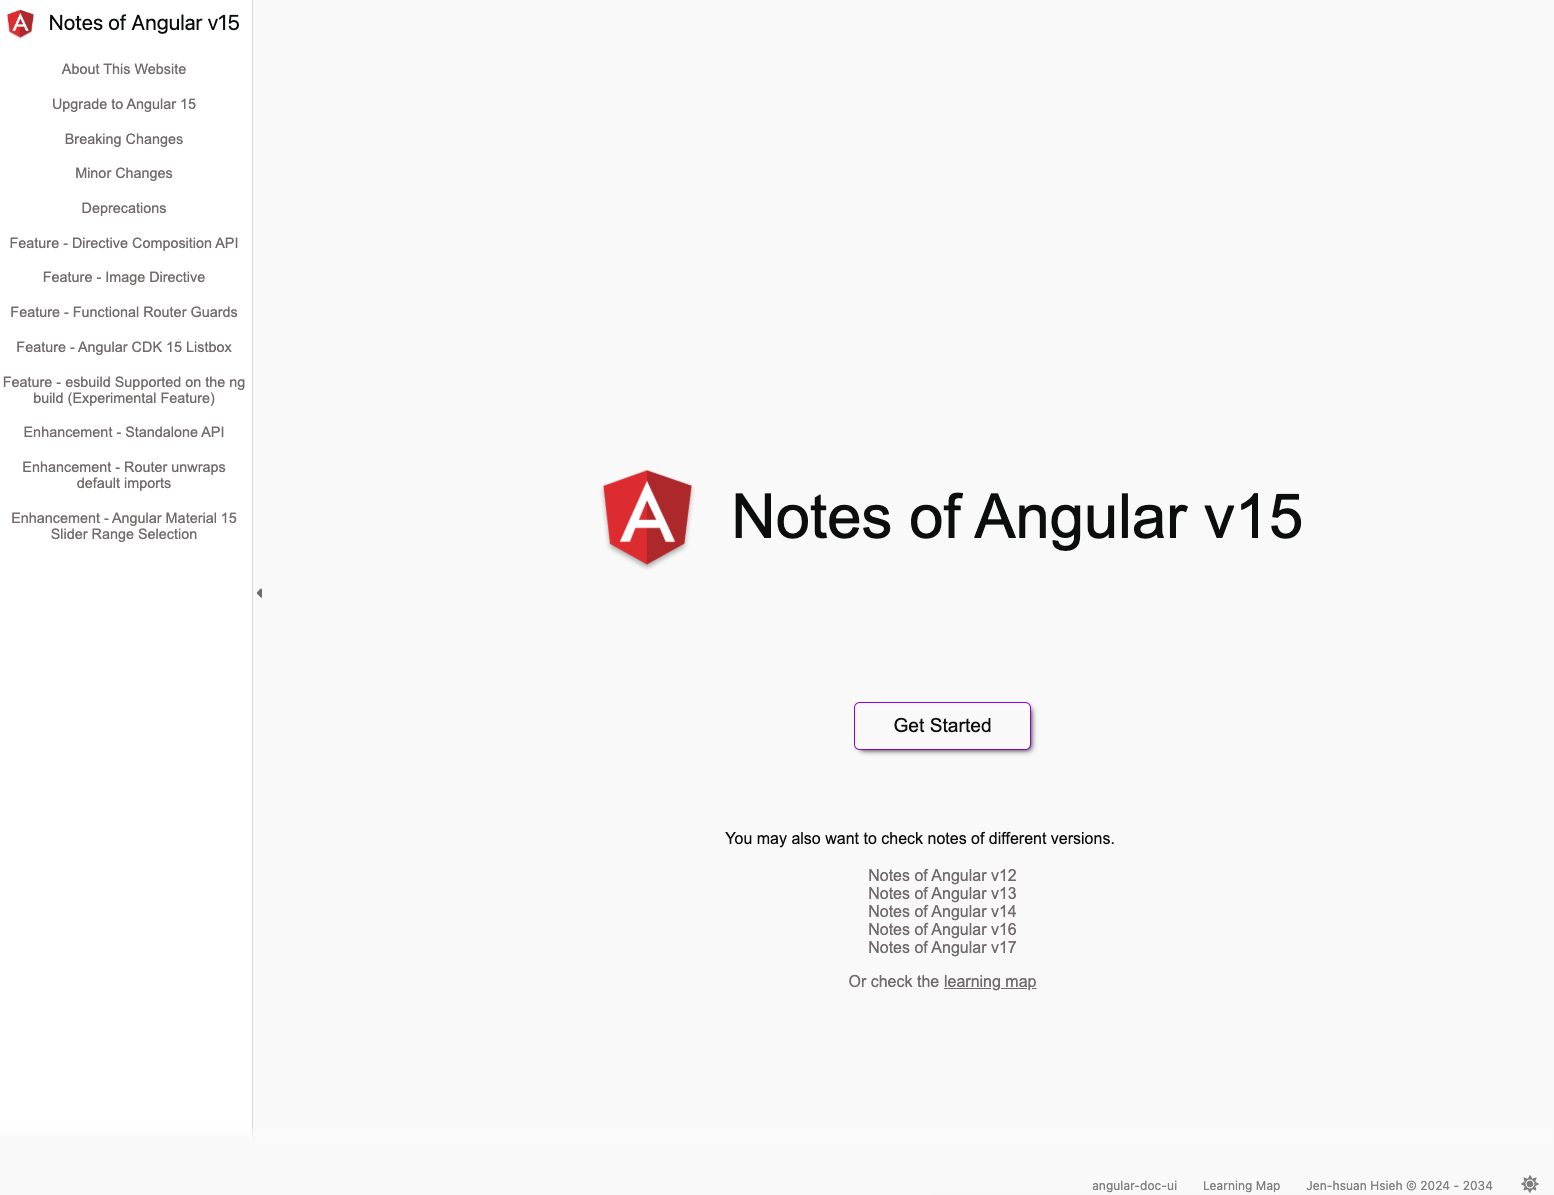 Notes of Angular v15
About This Website
Upgrade to Angular 15
Breaking Changes
Minor Changes
Deprecations
Feature - Directive Composition API
Feature - Image Directive
Feature - Functional Router Guards
Feature - Angular CDK 15 Listbox
Feature - esbuild Supported on the ng
build (Experimental Feature)
Enhancement - Standalone API
Enhancement - Router unwraps
default imports
Enhancement - Angular Material 15
Slider Range Selection
Notes of Angular v15
Get Started
You may also want to check notes of different versions.
Notes of Angular v12
Notes of Angular v13
Notes of Angular v14
Notes of Angular v16
Notes of Angular v17
Or check the learning map
angular-doc-ui Learning Map Jen-hsuan Hsieh © 2024 - 2034